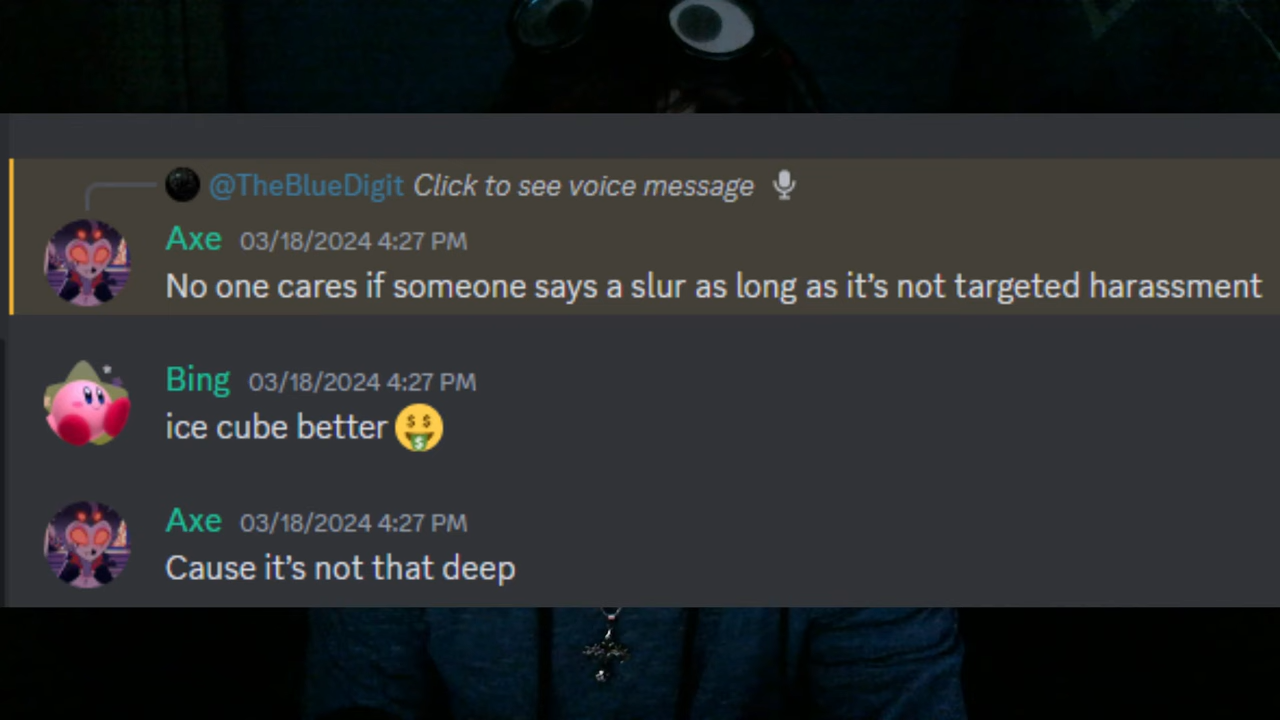 @TheBlueDigit Click to see voice message
Axe 03/18/2024 4:27 PM
No one cares if someone says a slur as long as it’s not targeted harassment
Bing 03/18/2024 4:27 PM
ice cube better 🤑
Axe 03/18/2024 4:27 PM
Cause it’s not that deep